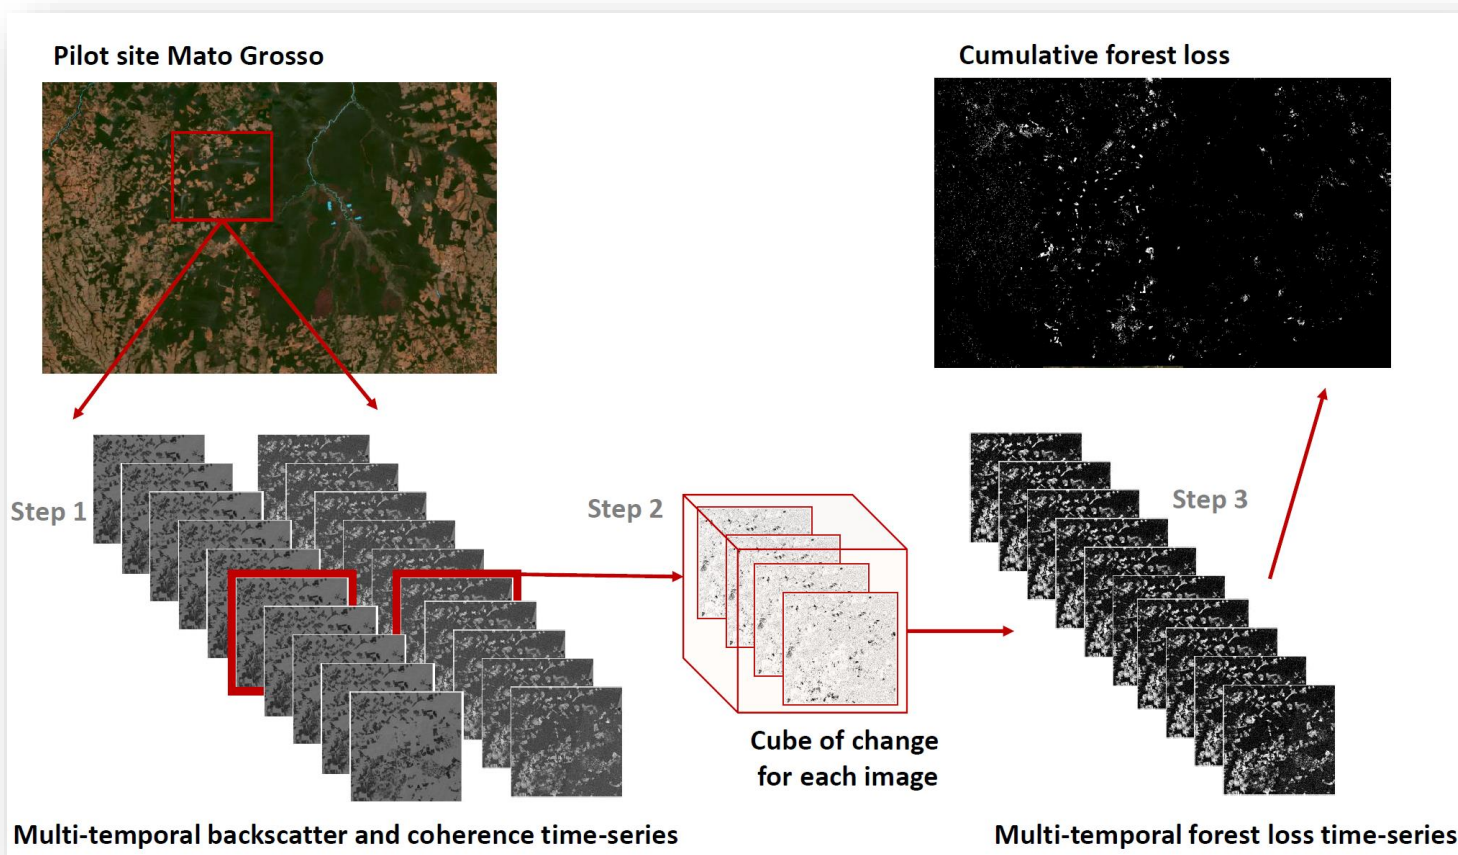 Pilot site Mato Grosso
Cumulative forest loss
Step 1
Step 2
Step 3
Cube of change
for each image
Multi-temporal backscatter and coherence time-series
Multi-temporal forest loss time-series